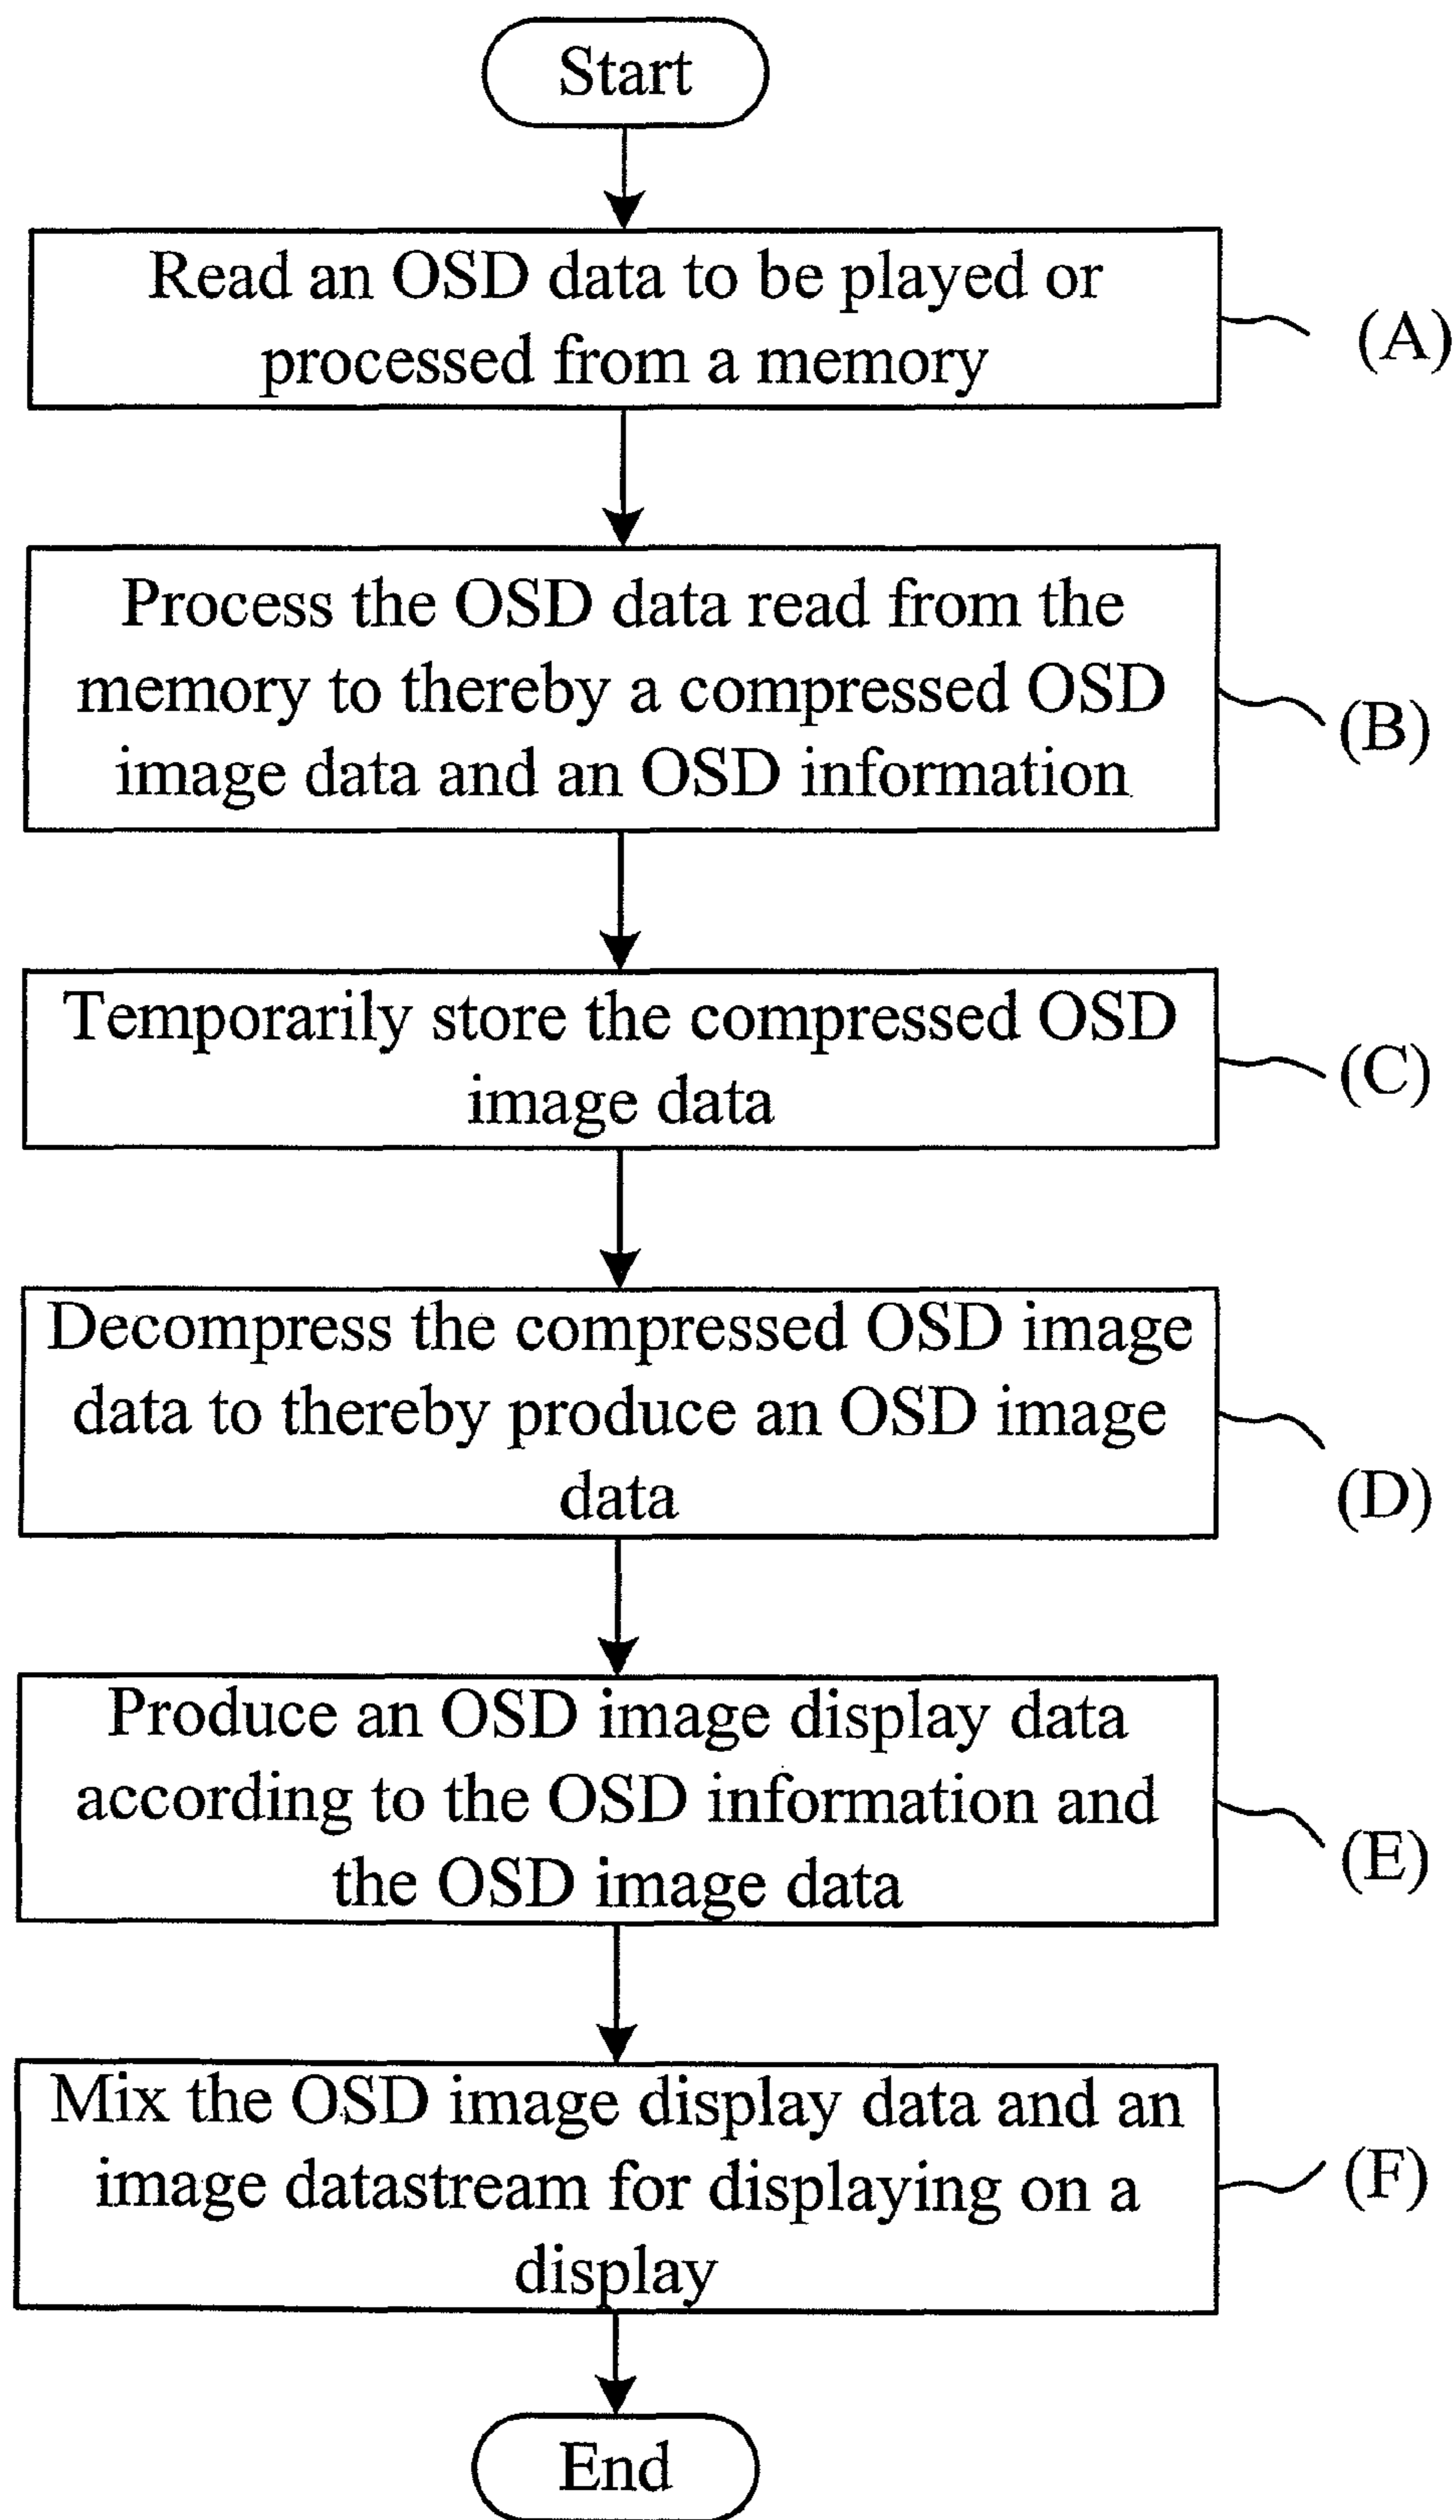 Start
Read an OSD data to be played or
processed from a memory
(A)
Process the OSD data read from the
memory to thereby a compressed OSD
image data and an OSD information
(B)
Temporarily store the compressed OSD
image data
(C)
Decompress the compressed OSD image
data to thereby produce an OSD image
data
(D)
Produce an OSD image display data
according to the OSD information and
the OSD image data
(E)
Mix the OSD image display data and an
image datastream for displaying on a
display
(F)
End